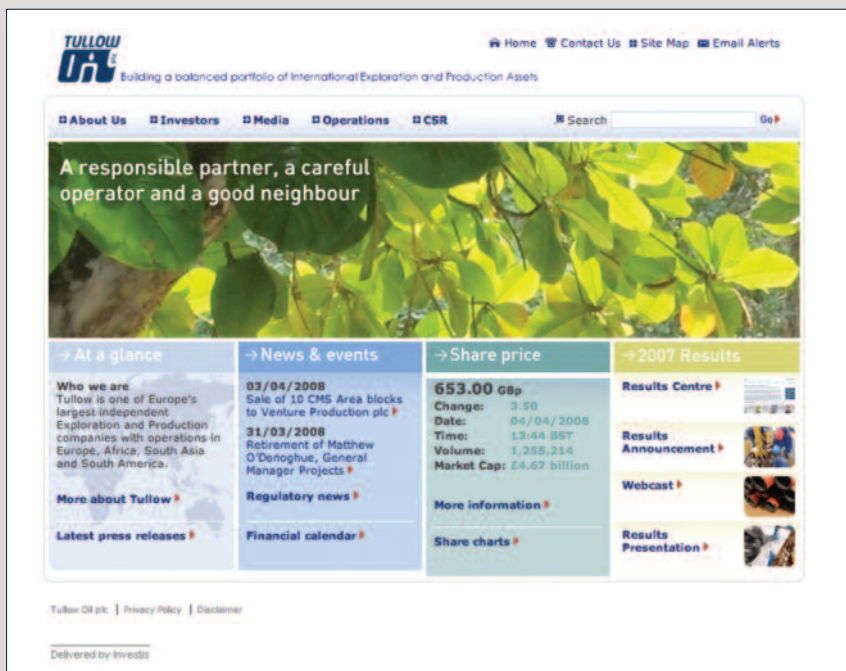 TULLOW
Oil plc
Building a balanced portfolio of International Exploration and Production Assets
Home Contact Us Site Map Email Alerts
About Us Investors Media Operations CSR Search Go
A responsible partner, a careful
operator and a good neighbour
→ At a glance
Who we are
Tullow is one of Europe's
largest independent
Exploration and Production
companies with operations in
Europe, Africa, South Asia
and South America.
More about Tullow
Latest press releases
→ News & events
03/04/2008
Sale of 10 CMS Area blocks
to Venture Production plc
31/03/2008
Retirement of Matthew
O'Donoghue, General
Manager Projects
Regulatory news
Financial calendar
→ Share price
653.00 GBp
Change: 3.50
Date: 04/04/2008
Time: 13:44 BST
Volume: 1,255,214
Market Cap: £4.67 billion
More information
Share charts
→ 2007 Results
Results Centre
Results
Announcement
Webcast
Results
Presentation
Tullow Oil plc | Privacy Policy | Disclaimer
Delivered by Investis